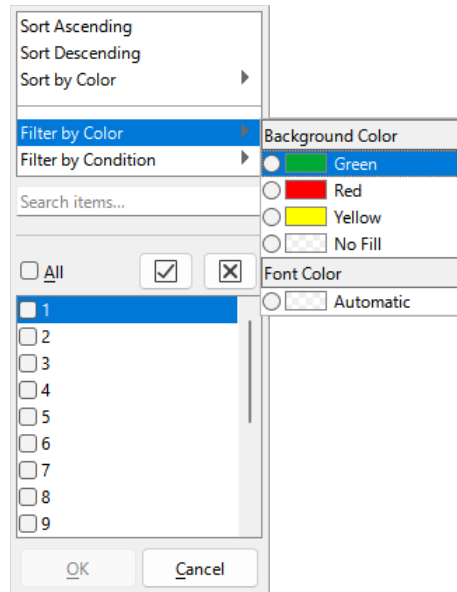 Sort Ascending
Sort Descending
Sort by Color
Filter by Color
Filter by Condition
Search items...
All
1
2
3
4
5
6
7
8
9
OK
Cancel
Background Color
Green
Red
Yellow
No Fill
Font Color
Automatic